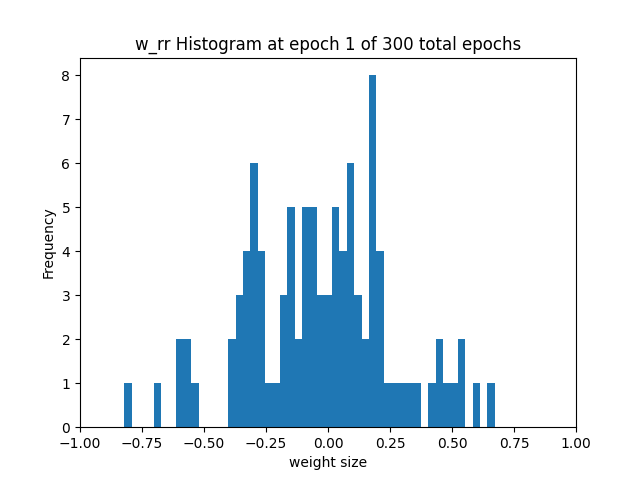 w_rr Histogram at epoch 1 of 300 total epochs
8
7
6
5
4
3
2
1
0
Frequency
−1.00 −0.75 −0.50 −0.25 0.00 0.25 0.50 0.75 1.00
weight size